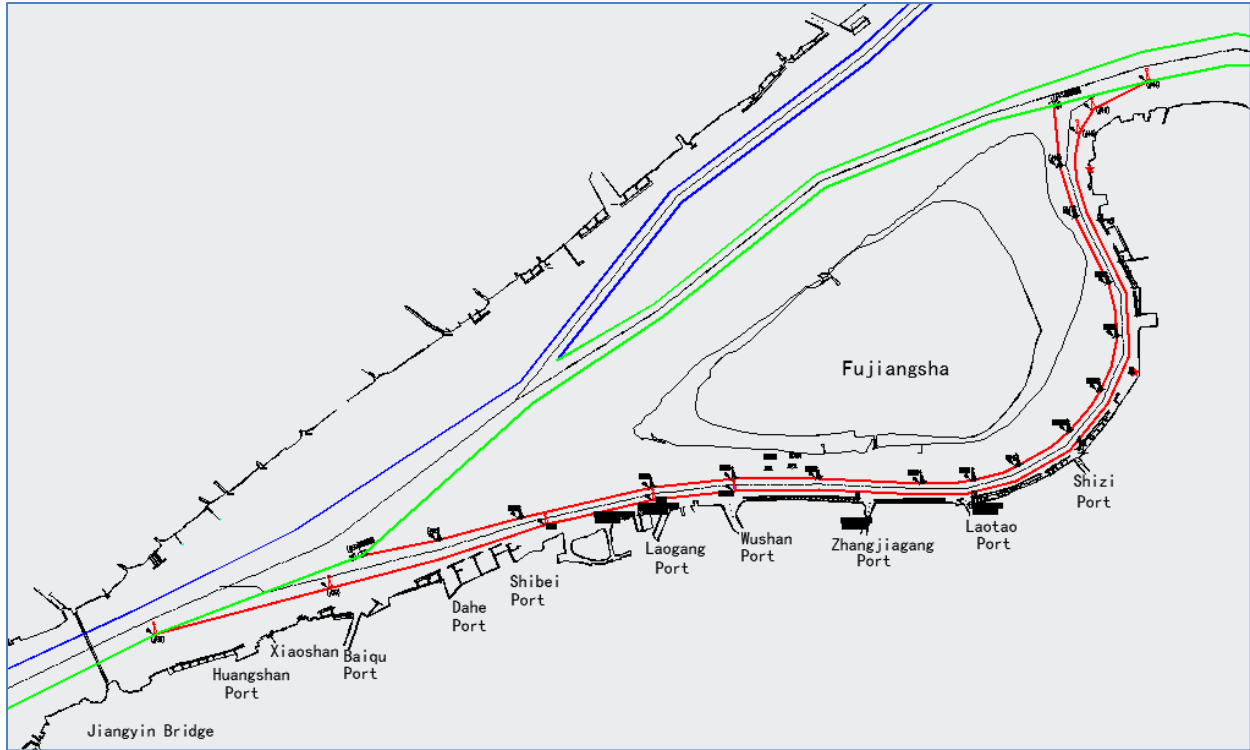 Fujiangsha
Shizi
Port
Laotao
Port
Zhangjiagang
Port
Wushan
Port
Laogang
Port
Shibei
Port
Dahe
Port
Xiaoshan
Baiqu
Port
Huangshan
Port
Jiangyin Bridge